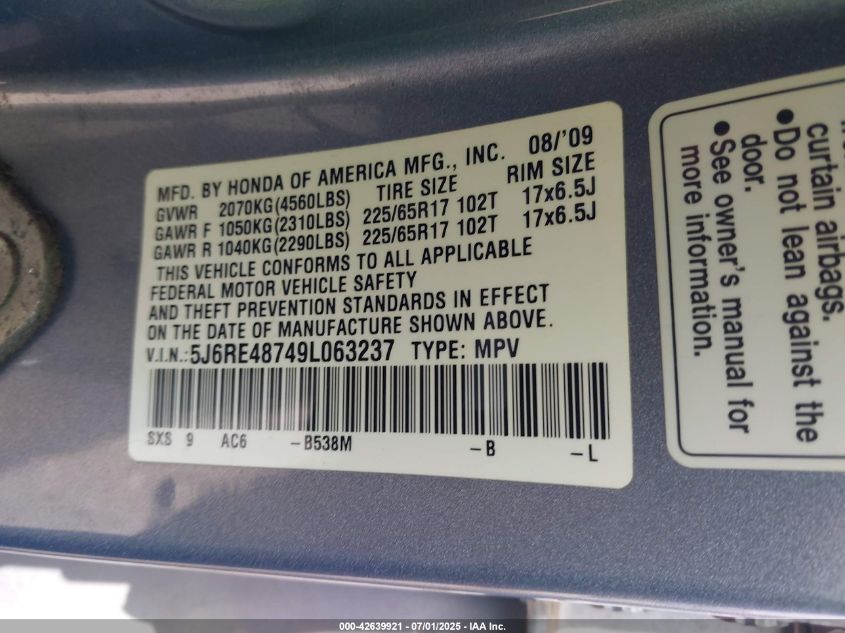 MFD. BY HONDA OF AMERICA MFG., INC. 08/'09
GVWR 2070KG(4560LBS) TIRE SIZE RIM SIZE
GAWR F 1050KG(2310LBS) 225/65R17 102T 17x6.5J
GAWR R 1040KG(2290LBS) 225/65R17 102T 17x6.5J
THIS VEHICLE CONFORMS TO ALL APPLICABLE
FEDERAL MOTOR VEHICLE SAFETY
AND THEFT PREVENTION STANDARDS IN EFFECT
ON THE DATE OF MANUFACTURE SHOWN ABOVE.
V.I.N.:5J6RE48749L063237 TYPE: MPV
SXS 9 AC6 -B538M -B -L
curtain airbags.
•Do not lean against the
door.
•See owner's manual for
more information.
000-42639921 - 07/01/2025 - IAA Inc.